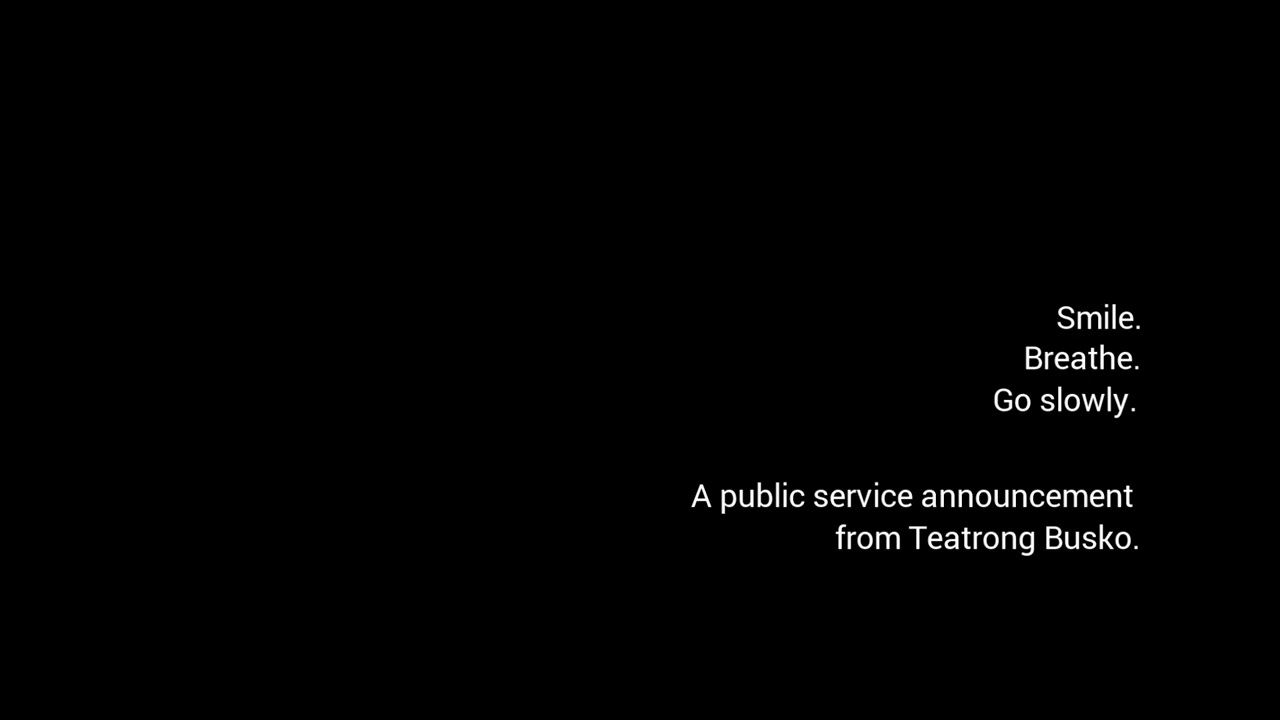 Smile.
Breathe.
Go slowly.
A public service announcement
from Teatrong Busko.